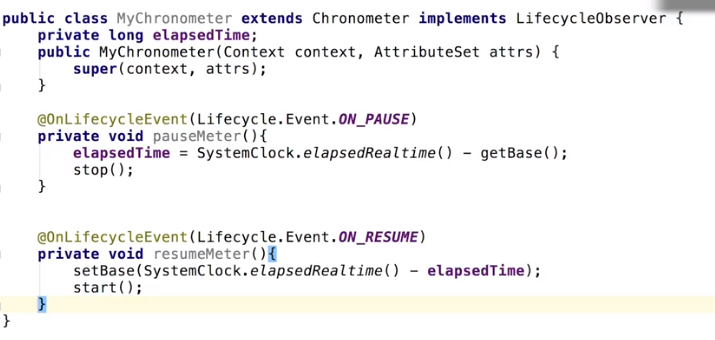 public class MyChronometer extends Chronometer implements LifecycleObserver {
    private long elapsedTime;
    public MyChronometer(Context context, AttributeSet attrs) {
        super(context, attrs);
    }

    @OnLifecycleEvent(Lifecycle.Event.ON_PAUSE)
    private void pauseMeter(){
        elapsedTime = SystemClock.elapsedRealtime() - getBase();
        stop();
    }


    @OnLifecycleEvent(Lifecycle.Event.ON_RESUME)
    private void resumeMeter(){
        setBase(SystemClock.elapsedRealtime() - elapsedTime);
        start();
    }
}